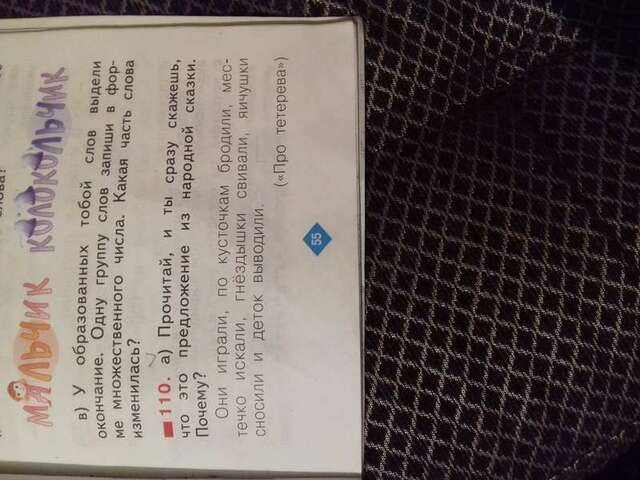 слова?
МАЛЬЧИК КОЛОКОЛЬЧИК
в) У образованных тобой слов выдели
окончание. Одну группу слов запиши в фор-
ме множественного числа. Какая часть слова
изменилась?
110. а) Прочитай, и ты сразу скажешь,
что это предложение из народной сказки.
Почему?
Они играли, по кусточкам бродили, мес-
течко искали, гнёздышки свивали, яичушки
сносили и деток выводили.
(«Про тетерева»)
55